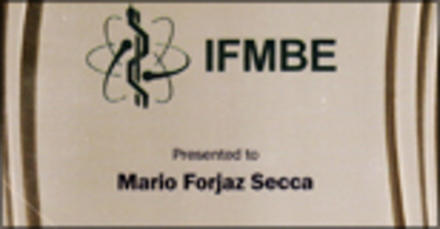 IFMBE
Presented to
Mario Forjaz Secca